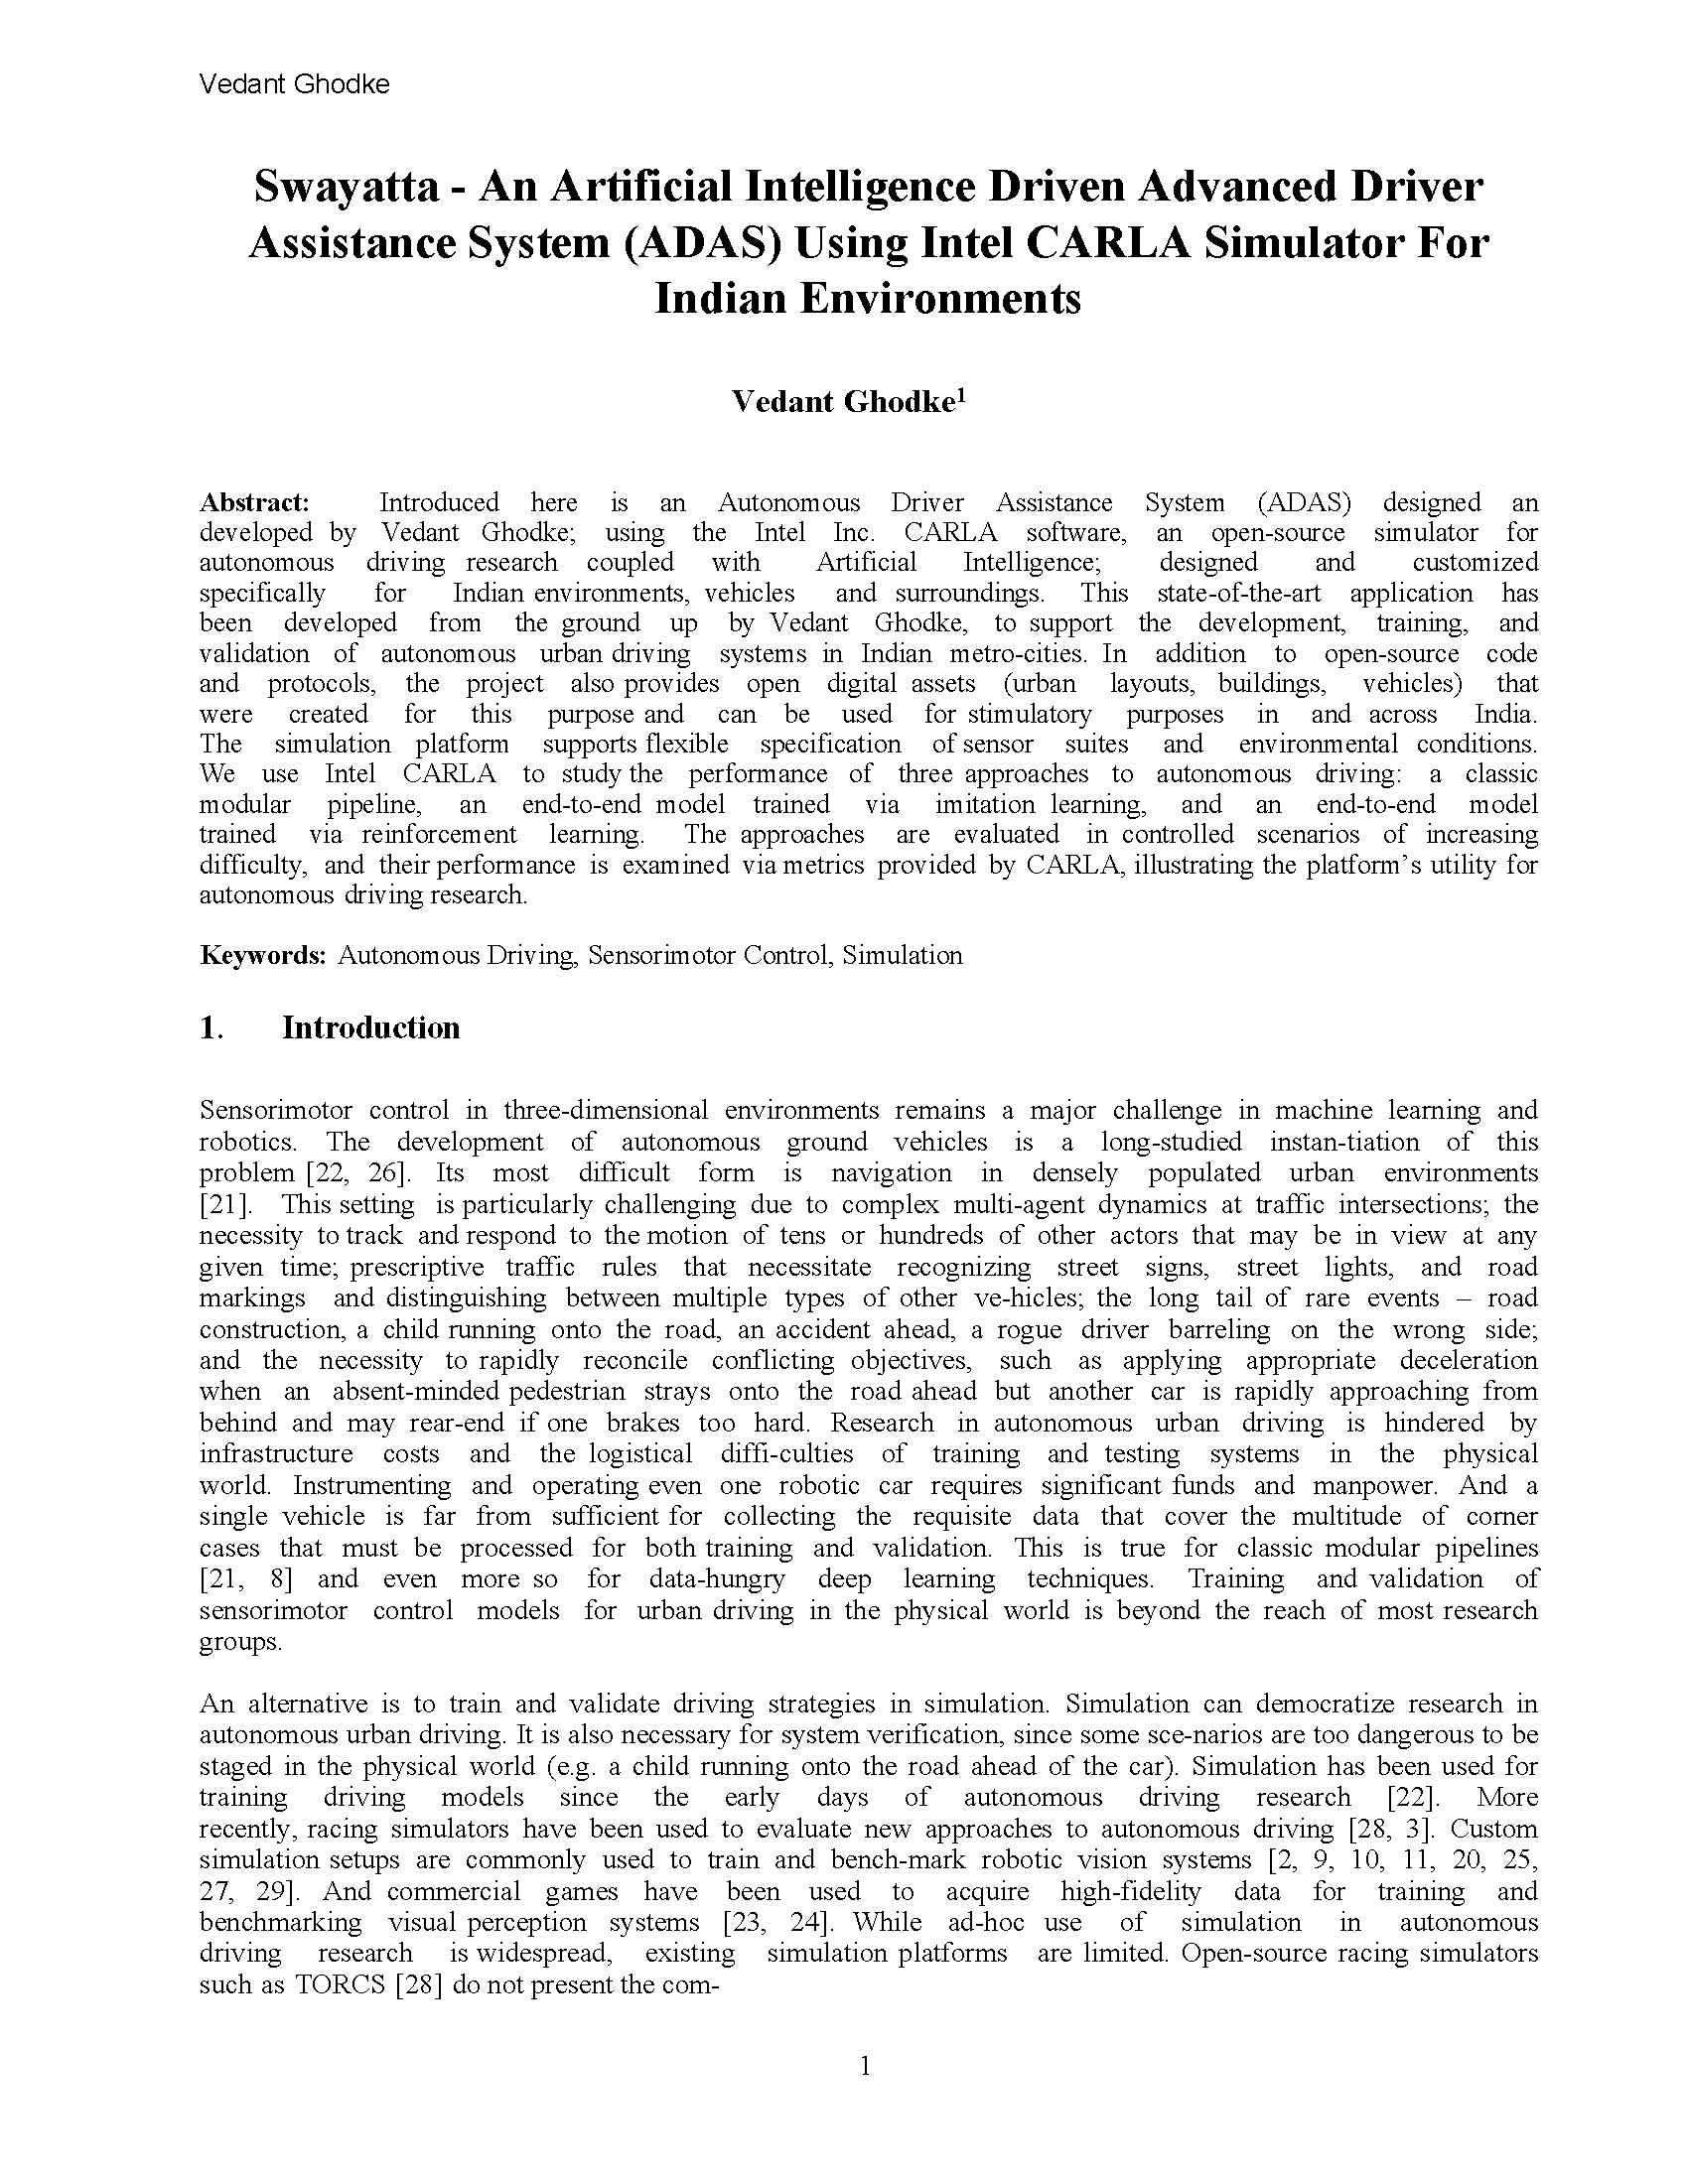 Vedant Ghodke
Swayatta - An Artificial Intelligence Driven Advanced Driver
Assistance System (ADAS) Using Intel CARLA Simulator For
Indian Environments
Vedant Ghodke¹
Abstract: Introduced here is an Autonomous Driver Assistance System (ADAS) designed an
developed by Vedant Ghodke; using the Intel Inc. CARLA software, an open-source simulator for
autonomous driving research coupled with Artificial Intelligence; designed and customized
specifically for Indian environments, vehicles and surroundings. This state-of-the-art application has
been developed from the ground up by Vedant Ghodke, to support the development, training, and
validation of autonomous urban driving systems in Indian metro-cities. In addition to open-source code
and protocols, the project also provides open digital assets (urban layouts, buildings, vehicles) that
were created for this purpose and can be used for stimulatory purposes in and across India.
The simulation platform supports flexible specification of sensor suites and environmental conditions.
We use Intel CARLA to study the performance of three approaches to autonomous driving: a classic
modular pipeline, an end-to-end model trained via imitation learning, and an end-to-end model
trained via reinforcement learning. The approaches are evaluated in controlled scenarios of increasing
difficulty, and their performance is examined via metrics provided by CARLA, illustrating the platform’s utility for
autonomous driving research.
Keywords: Autonomous Driving, Sensorimotor Control, Simulation
1. Introduction
Sensorimotor control in three-dimensional environments remains a major challenge in machine learning and
robotics. The development of autonomous ground vehicles is a long-studied instan-tiation of this
problem [22, 26]. Its most difficult form is navigation in densely populated urban environments
[21]. This setting is particularly challenging due to complex multi-agent dynamics at traffic intersections; the
necessity to track and respond to the motion of tens or hundreds of other actors that may be in view at any
given time; prescriptive traffic rules that necessitate recognizing street signs, street lights, and road
markings and distinguishing between multiple types of other ve-hicles; the long tail of rare events – road
construction, a child running onto the road, an accident ahead, a rogue driver barreling on the wrong side;
and the necessity to rapidly reconcile conflicting objectives, such as applying appropriate deceleration
when an absent-minded pedestrian strays onto the road ahead but another car is rapidly approaching from
behind and may rear-end if one brakes too hard. Research in autonomous urban driving is hindered by
infrastructure costs and the logistical diffi-culties of training and testing systems in the physical
world. Instrumenting and operating even one robotic car requires significant funds and manpower. And a
single vehicle is far from sufficient for collecting the requisite data that cover the multitude of corner
cases that must be processed for both training and validation. This is true for classic modular pipelines
[21, 8] and even more so for data-hungry deep learning techniques. Training and validation of
sensorimotor control models for urban driving in the physical world is beyond the reach of most research
groups.
An alternative is to train and validate driving strategies in simulation. Simulation can democratize research in
autonomous urban driving. It is also necessary for system verification, since some sce-narios are too dangerous to be
staged in the physical world (e.g. a child running onto the road ahead of the car). Simulation has been used for
training driving models since the early days of autonomous driving research [22]. More
recently, racing simulators have been used to evaluate new approaches to autonomous driving [28, 3]. Custom
simulation setups are commonly used to train and bench-mark robotic vision systems [2, 9, 10, 11, 20, 25,
27, 29]. And commercial games have been used to acquire high-fidelity data for training and
benchmarking visual perception systems [23, 24]. While ad-hoc use of simulation in autonomous
driving research is widespread, existing simulation platforms are limited. Open-source racing simulators
such as TORCS [28] do not present the com-
1